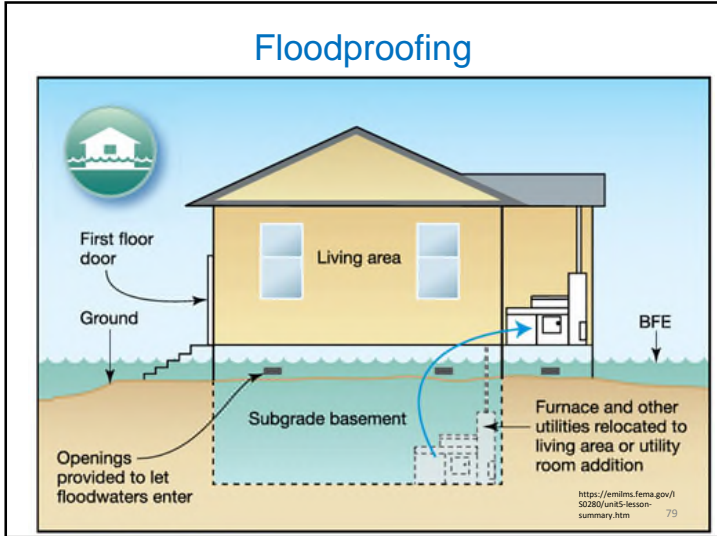 Floodproofing
First floor
door
Living area
Ground
BFE
Subgrade basement
Furnace and other
utilities relocated to
living area or utility
room addition
Openings
provided to let
floodwaters enter
https://emilms.fema.gov/I
S0280/unit5-lesson-
summary.htm
79